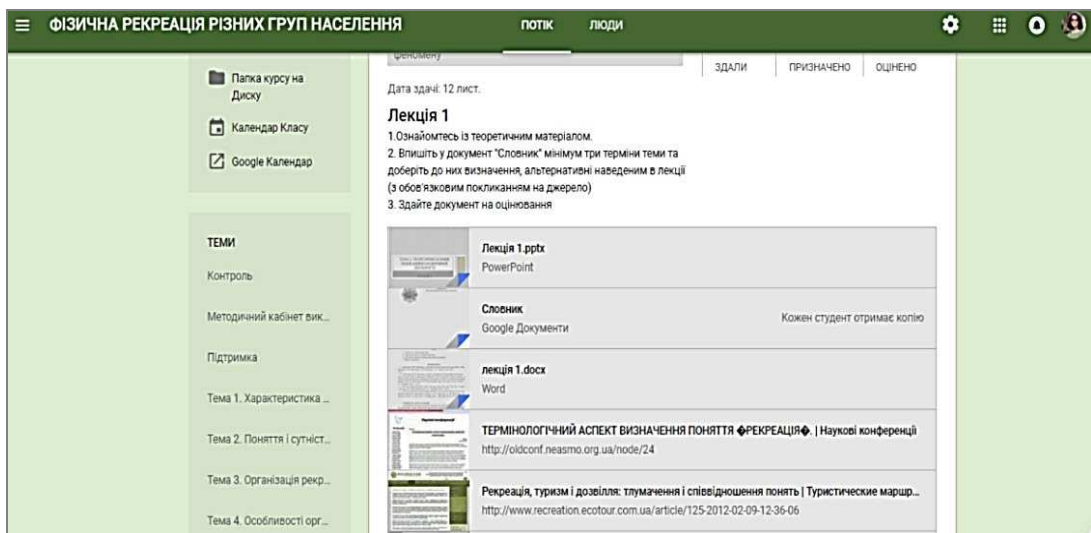 ФІЗИЧНА РЕКРЕАЦІЯ РІЗНИХ ГРУП НАСЕЛЕННЯ
ПОТІК
ЛЮДИ
Папка курсу на
Диску
Календар Класу
Google Календар
ТЕМИ
Контроль
Методичний кабінет вик...
Підтримка
Тема 1. Характеристика ...
Тема 2. Поняття і сутніст...
Тема 3. Організація рекр...
Тема 4. Особливості орг...
феномену
ЗДАЛИ
ПРИЗНАЧЕНО
ОЦІНЕНО
Дата здачі: 12 лист.
Лекція 1
1.Ознайомтесь із теоретичним матеріалом.
2. Впишіть у документ "Словник" мінімум три терміни теми та
доберіть до них визначення, альтернативні наведеним в лекції
(з обов'язковим покликанням на джерело)
3. Здайте документ на оцінювання
Лекція 1.pptx
PowerPoint
Словник
Google Документи
Кожен студент отримає копію
лекція 1.docx
Word
ТЕРМІНОЛОГІЧНИЙ АСПЕКТ ВИЗНАЧЕННЯ ПОНЯТТЯ �РЕКРЕАЦІЯ�. | Наукові конференції
http://oldconf.neasmo.org.ua/node/24
Рекреація, туризм і дозвілля: тлумачення і співвідношення понять | Туристические маршр...
http://www.recreation.ecotour.com.ua/article/125-2012-02-09-12-36-06